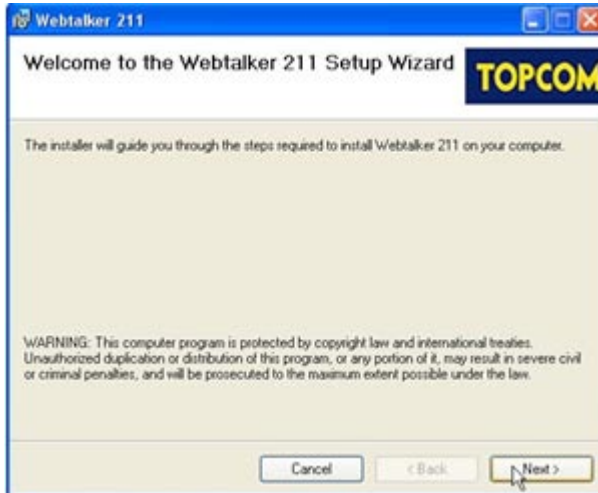 Webtalker 211
Welcome to the Webtalker 211 Setup Wizard
TOPCOM
The installer will guide you through the steps required to install Webtalker 211 on your computer.
WARNING: This computer program is protected by copyright law and international treaties.
Unauthorized duplication or distribution of this program, or any portion of it, may result in severe civil
or criminal penalties, and will be prosecuted to the maximum extent possible under the law.
Cancel
< Back
Next >